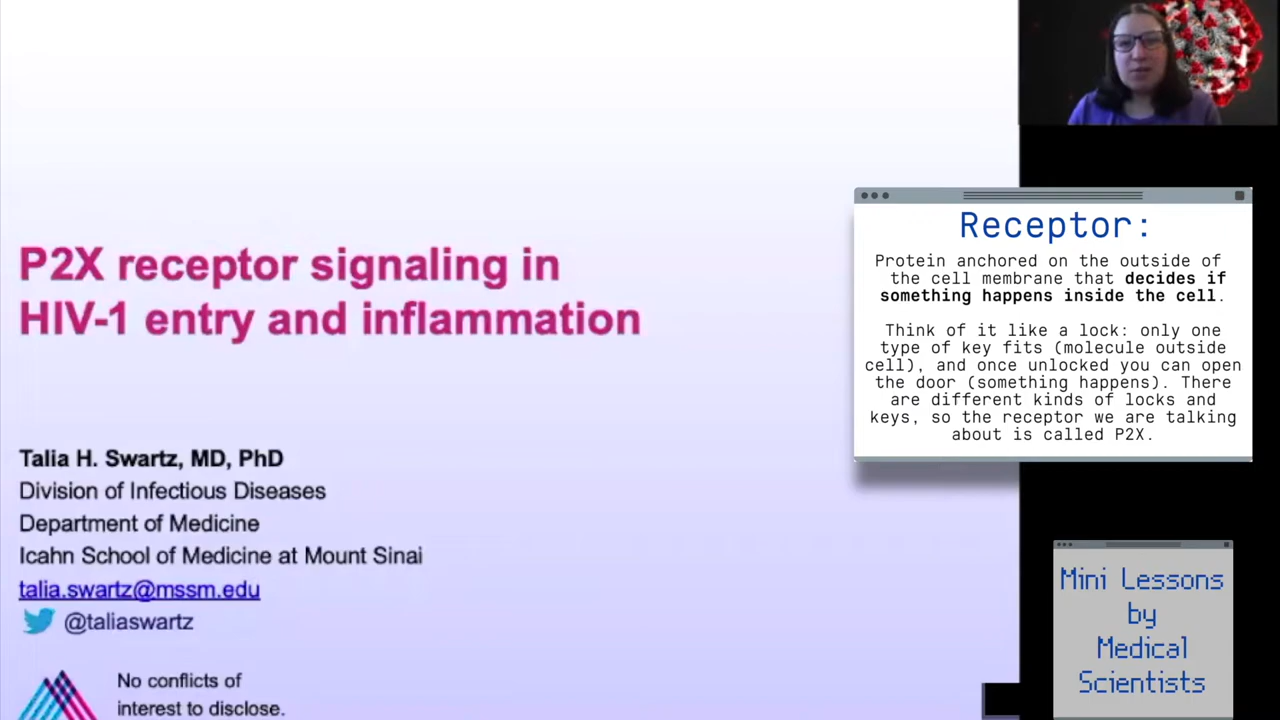 P2X receptor signaling in
HIV-1 entry and inflammation
Talia H. Swartz, MD, PhD
Division of Infectious Diseases
Department of Medicine
Icahn School of Medicine at Mount Sinai
talia.swartz@mssm.edu
@taliaswartz
No conflicts of
interest to disclose.
Receptor:
Protein anchored on the outside of
the cell membrane that decides if
something happens inside the cell.
Think of it like a lock: only one
type of key fits (molecule outside
cell), and once unlocked you can open
the door (something happens). There
are different kinds of locks and
keys, so the receptor we are talking
about is called P2X.
Mini Lessons
by
Medical
Scientists